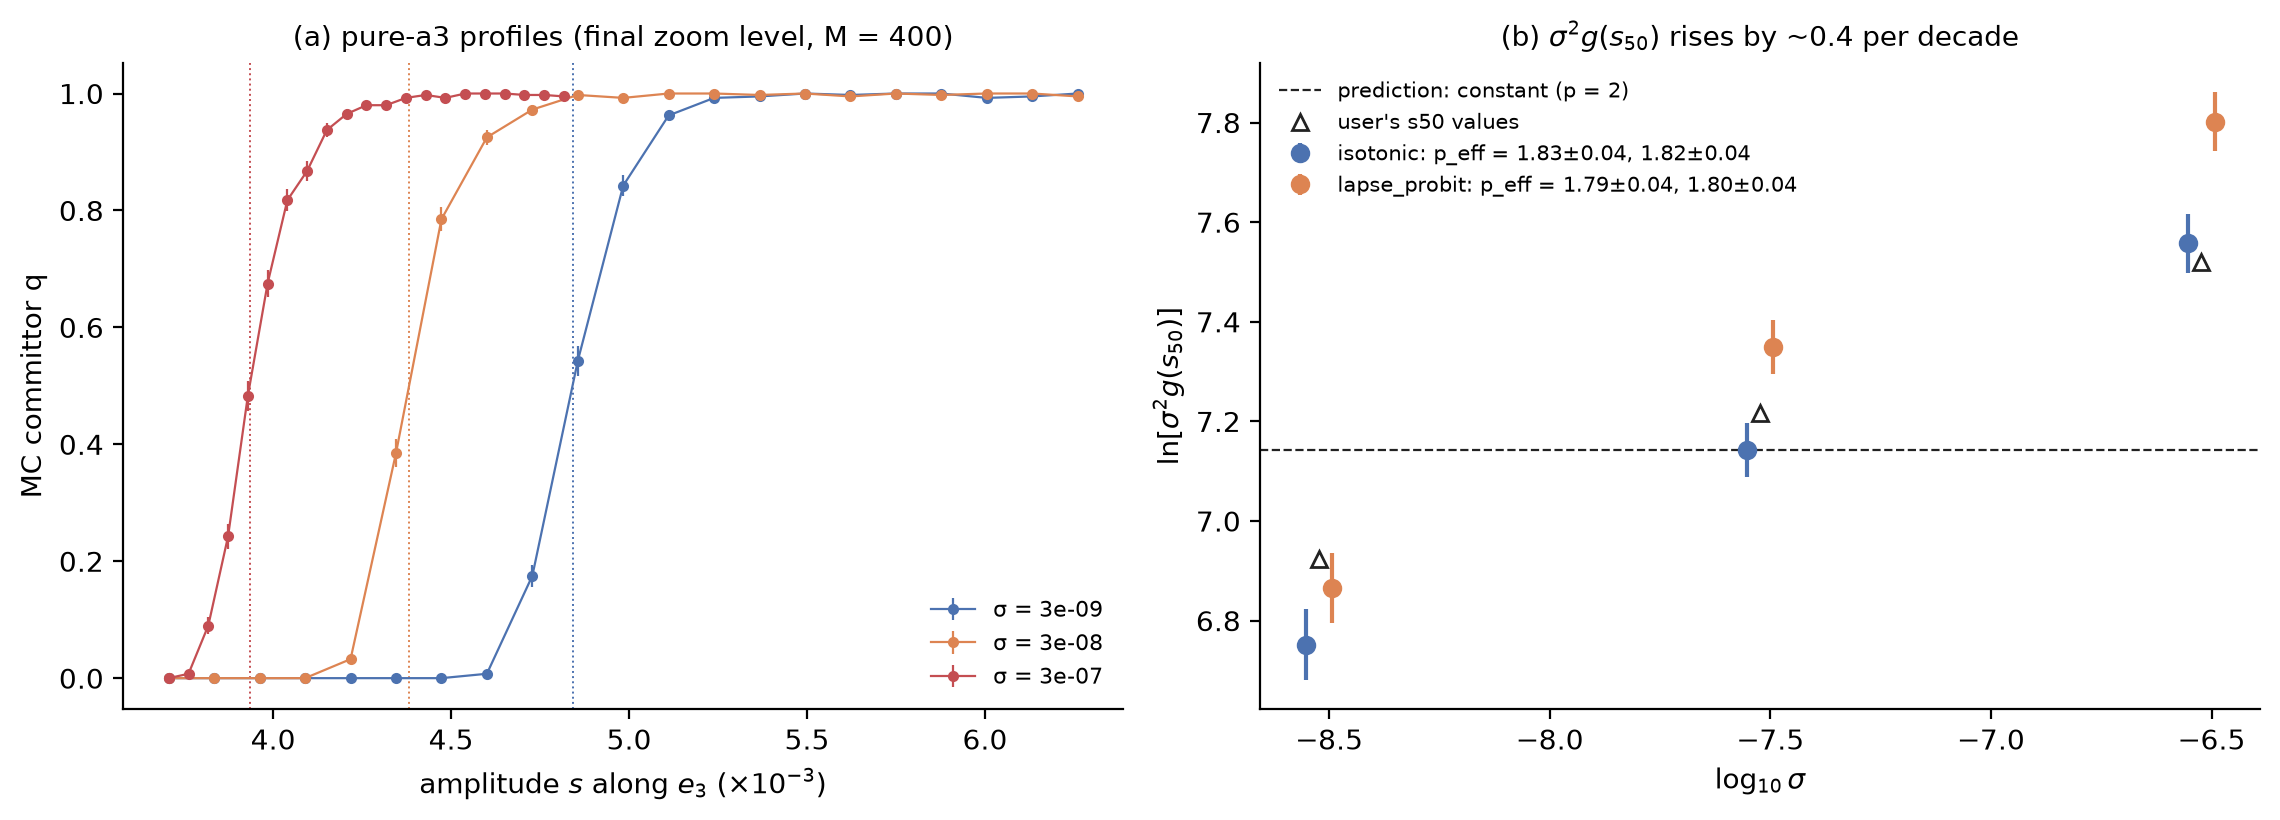 (a) pure-a3 profiles (final zoom level, M = 400)
MC committor q
1.0
0.8
0.6
0.4
0.2
0.0
4.0 4.5 5.0 5.5 6.0
amplitude s along e₃ (×10⁻³)
σ = 3e-09
σ = 3e-08
σ = 3e-07
(b) σ²g(s₅₀) rises by ~0.4 per decade
ln[σ²g(s₅₀)]
7.8
7.6
7.4
7.2
7.0
6.8
−8.5 −8.0 −7.5 −7.0 −6.5
log₁₀ σ
prediction: constant (p = 2)
user's s50 values
isotonic: p_eff = 1.83±0.04, 1.82±0.04
lapse_probit: p_eff = 1.79±0.04, 1.80±0.04